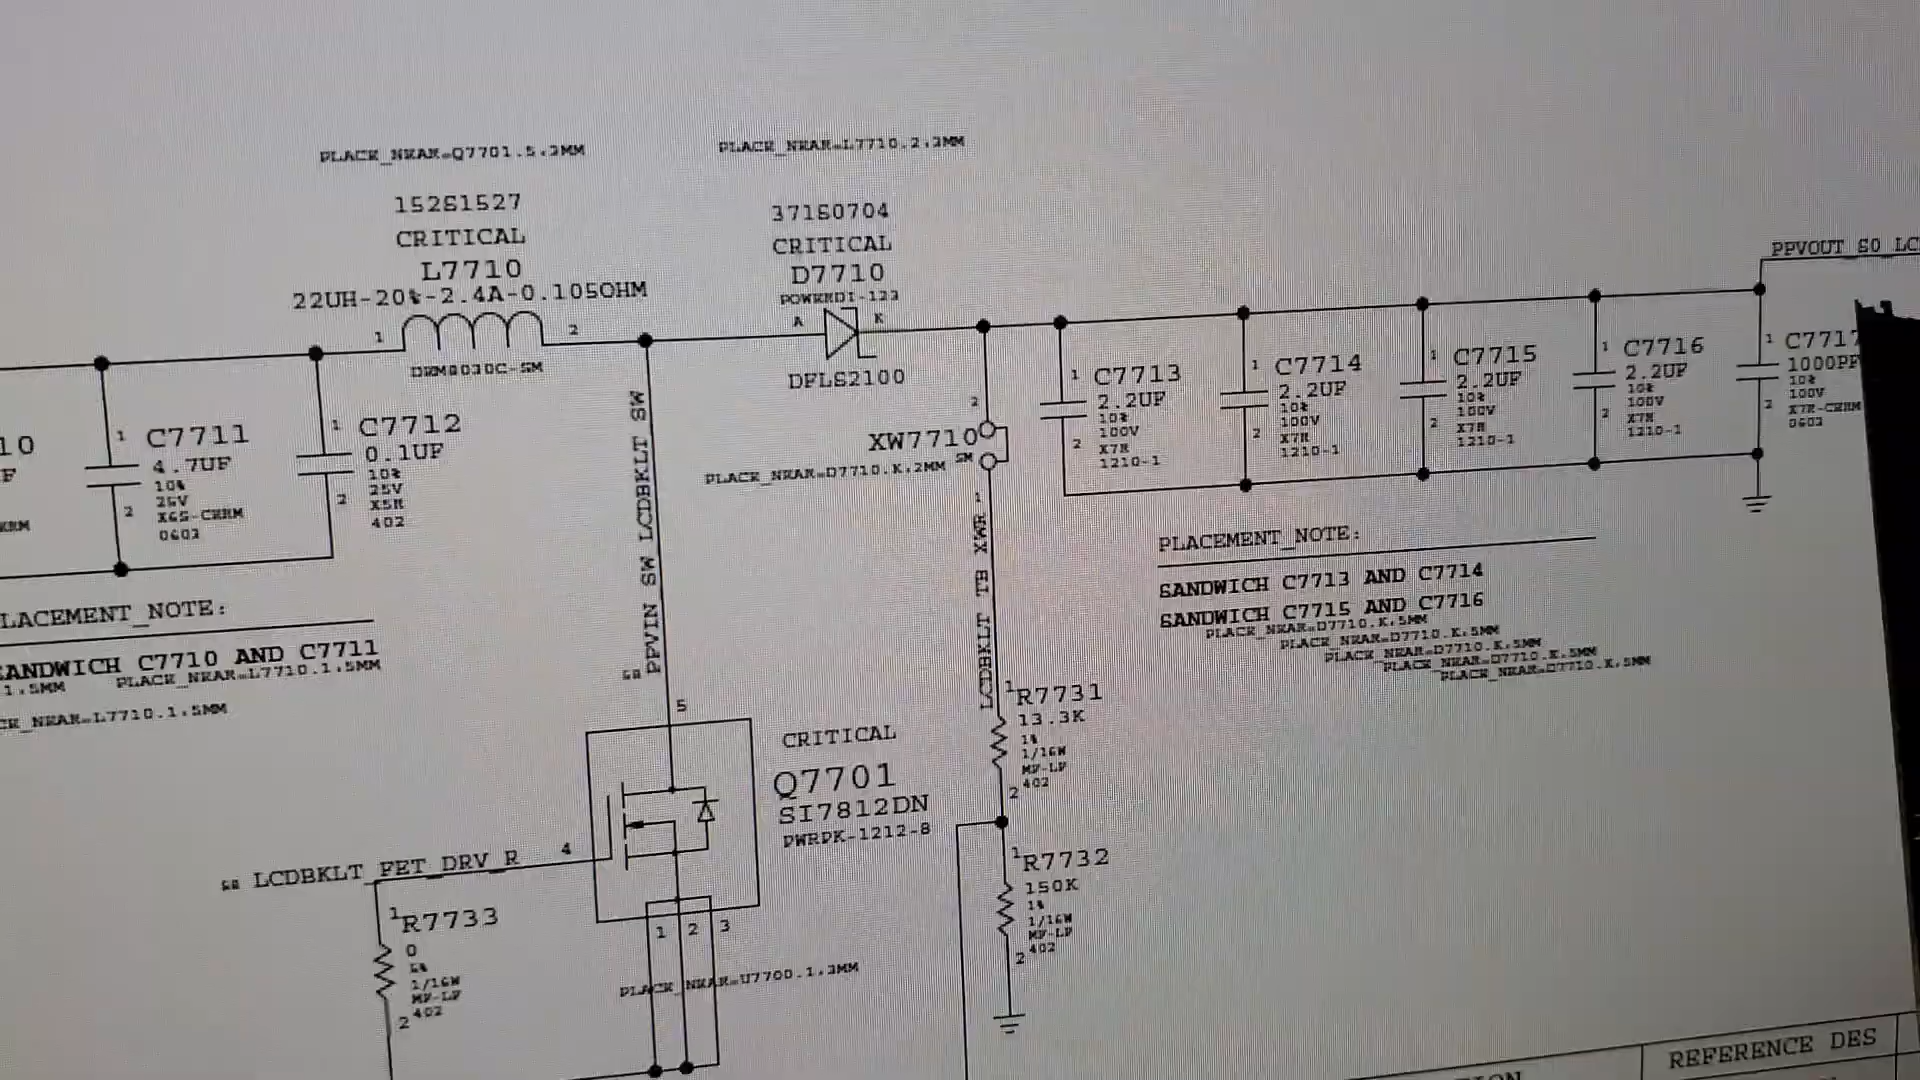 PLACE_NEAR=Q7701.5:3MM
PLACE_NEAR=L7710.2:3MM
152S1527
CRITICAL
L7710
22UH-20%-2.4A-0.105OHM
1
2
371S0704
CRITICAL
D7710
POWERDI-123
A
K
DFLS2100
PPVOUT_S0_LC
10
F
1
C7711
4.7UF
10%
25V
X6S-CERM
0603
2
1
C7712
0.1UF
10%
25V
X5R
402
2
PPVIN_SW_LCDBKLT_SW
2
XW7710
SM
PLACE_NEAR=D7710.K:2MM
1
LCDBKLT_TB_XWR
1
C7713
2.2UF
10%
100V
X7R
1210-1
2
1
C7714
2.2UF
10%
100V
X7R
1210-1
2
1
C7715
2.2UF
10%
100V
X7R
1210-1
2
1
C7716
2.2UF
10%
100V
X7R
1210-1
2
1
C7717
1000PF
10%
100V
X7R-CERM
0603
2
PLACEMENT_NOTE:
SANDWICH C7713 AND C7714
SANDWICH C7715 AND C7716
PLACE_NEAR=D7710.K:5MM
PLACE_NEAR=D7710.K:5MM
PLACE_NEAR=D7710.K:5MM
PLACE_NEAR=D7710.K:5MM
PLACE_NEAR=D7710.K:5MM
LACEMENT_NOTE:
ANDWICH C7710 AND C7711
1.5MM
PLACE_NEAR=L7710.1:5MM
CE_NEAR=L7710.1:5MM
5
CRITICAL
Q7701
SI7812DN
PWRPK-1212-8
LCDBKLT_FET_DRV_R
4
1
2
3
PLACE_NEAR=U7700.1:3MM
1
R7733
0
5%
1/16W
MF-LF
402
2
1
R7731
13.3K
1%
1/16W
MF-LF
402
2
1
R7732
150K
1%
1/16W
MF-LF
402
2
REFERENCE DES